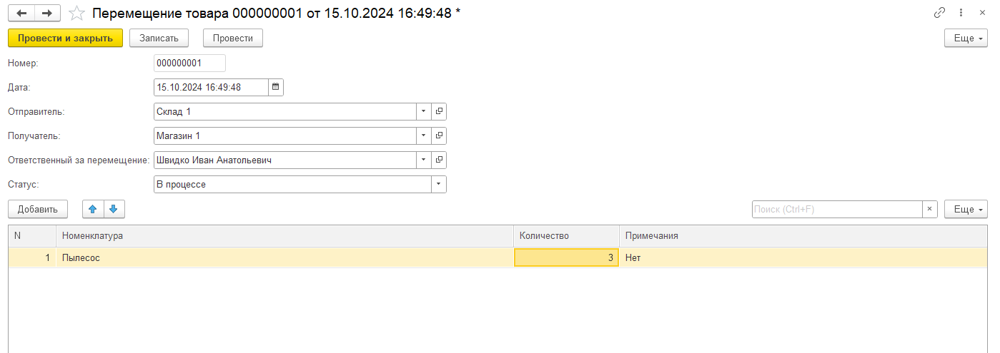 Перемещение товара 000000001 от 15.10.2024 16:49:48 *
Провести и закрыть Записать Провести Еще
Номер: 000000001
Дата: 15.10.2024 16:49:48
Отправитель: Склад 1
Получатель: Магазин 1
Ответственный за перемещение: Швидко Иван Анатольевич
Статус: В процессе
Добавить Поиск (Ctrl+F) × Еще
N Номенклатура Количество Примечания
1 Пылесос 3 Нет